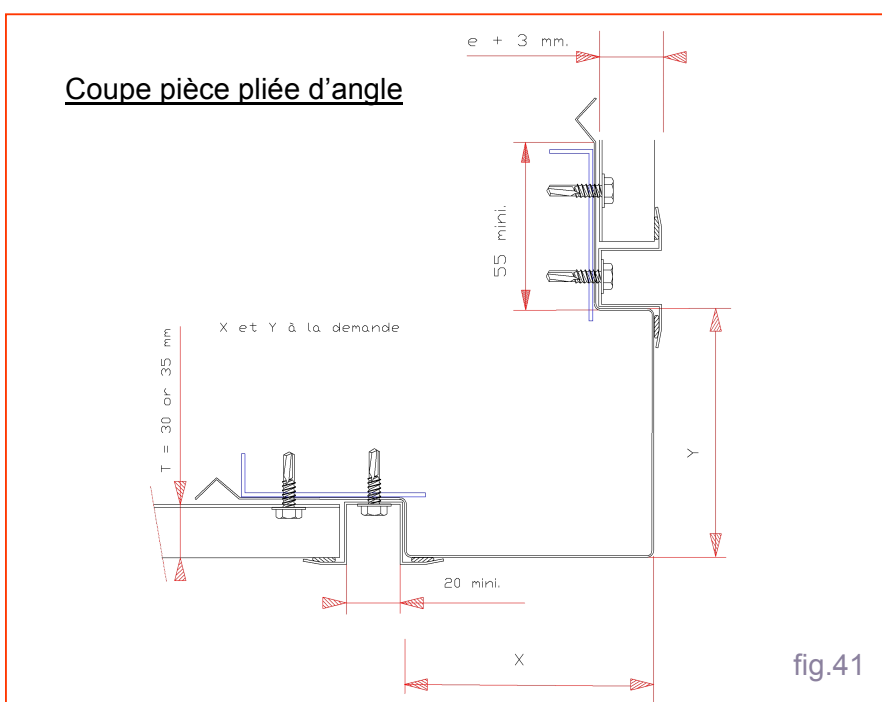 e + 3 mm.
Coupe pièce pliée d'angle
55 mini.
X et Y à la demande
T = 30 or 35 mm
Y
20 mini.
X
fig.41